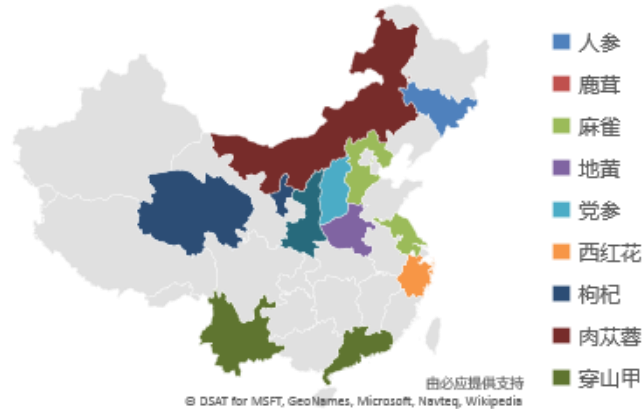 人参
鹿茸
麻雀
地黄
党参
西红花
枸杞
肉苁蓉
穿山甲
由必应提供支持
© DSAT for MSFT, GeoNames, Microsoft, Navteq, Wikipedia